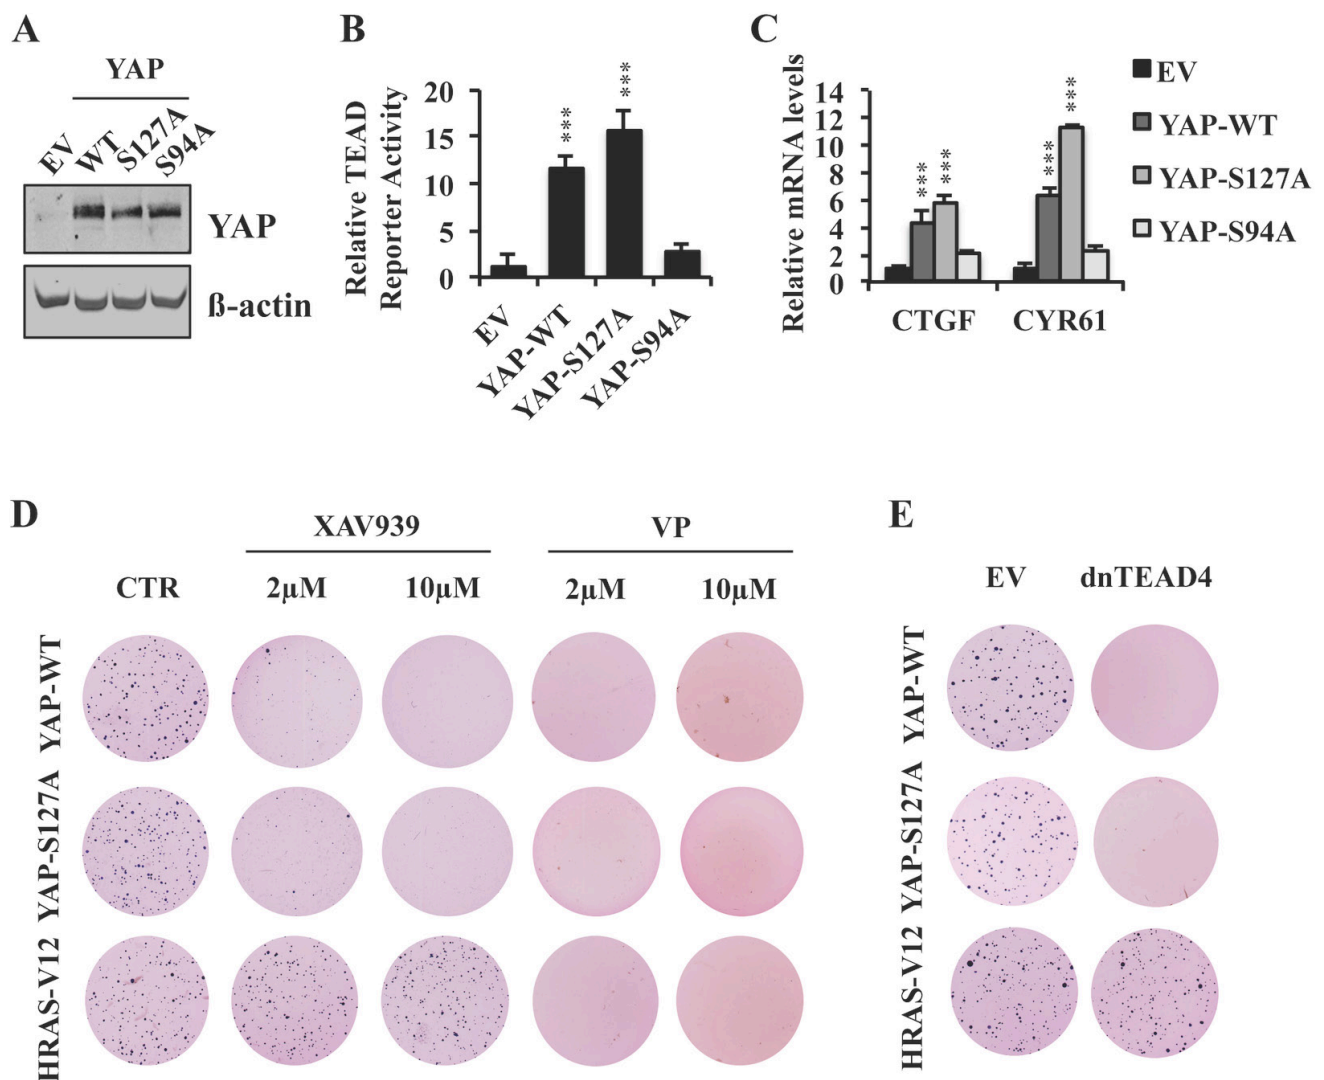 A
YAP
EV
WT
S127A
S94A
YAP
ß-actin
B
Relative TEAD
Reporter Activity
20
15
10
5
0
***
***
EV
YAP-WT
YAP-S127A
YAP-S94A
C
Relative mRNA levels
14
12
10
8
6
4
2
0
***
***
***
***
CTGF
CYR61
EV
YAP-WT
YAP-S127A
YAP-S94A
D
XAV939
VP
CTR
2µM
10µM
2µM
10µM
YAP-WT
YAP-S127A
HRAS-V12
E
EV
dnTEAD4
YAP-WT
YAP-S127A
HRAS-V12